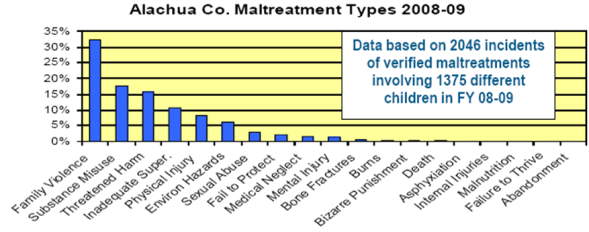 Alachua Co. Maltreatment Types 2008-09
35%
30%
25%
20%
15%
10%
5%
0%
Data based on 2046 incidents
of verified maltreatments
involving 1375 different
children in FY 08-09
Family Violence
Substance Misuse
Threatened Harm
Inadequate Super.
Physical Injury
Environ Hazards
Sexual Abuse
Fail to Protect
Medical Neglect
Mental Injury
Bone Fractures
Burns
Bizarre Punishment
Death
Asphyxiation
Internal Injuries
Malnutrition
Failure to Thrive
Abandonment